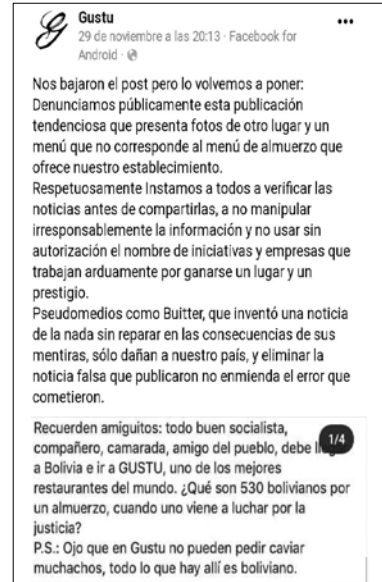 Gustu
29 de noviembre a las 20:13 · Facebook for
Android ·
Nos bajaron el post pero lo volvemos a poner:
Denunciamos públicamente esta publicación
tendenciosa que presenta fotos de otro lugar y un
menú que no corresponde al menú de almuerzo que
ofrece nuestro establecimiento.
Respetuosamente Instamos a todos a verificar las
noticias antes de compartirlas, a no manipular
irresponsablemente la información y no usar sin
autorización el nombre de iniciativas y empresas que
trabajan arduamente por ganarse un lugar y un
prestigio.
Pseudomedios como Buitter, que inventó una noticia
de la nada sin reparar en las consecuencias de sus
mentiras, sólo dañan a nuestro país, y eliminar la
noticia falsa que publicaron no enmienda el error que
cometieron.
Recuerden amiguitos: todo buen socialista,
compañero, camarada, amigo del pueblo, debe 1/4
a Bolivia e ir a GUSTU, uno de los mejores
restaurantes del mundo. ¿Qué son 530 bolivianos por
un almuerzo, cuando uno viene a luchar por la
justicia?
P.S.: Ojo que en Gustu no pueden pedir caviar
muchachos, todo lo que hay allí es boliviano.